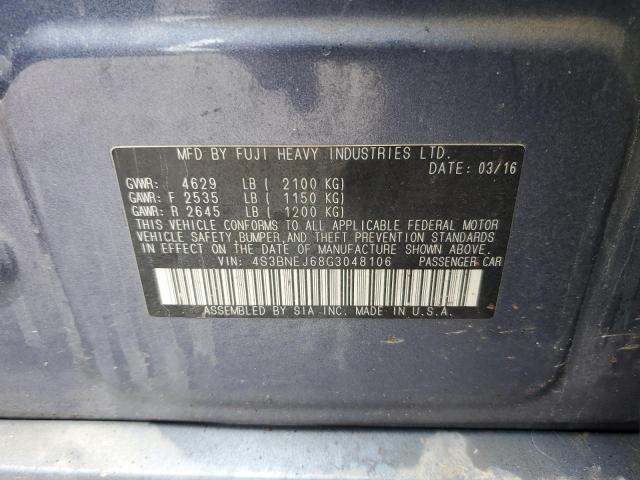 MFD BY FUJI HEAVY INDUSTRIES LTD.
DATE: 03/16
GVWR: 4629 LB ( 2100 KG)
GAWR: F 2535 LB ( 1150 KG)
GAWR: R 2645 LB ( 1200 KG)
THIS VEHICLE CONFORMS TO ALL APPLICABLE FEDERAL MOTOR
VEHICLE SAFETY,BUMPER,AND THEFT PREVENTION STANDARDS
IN EFFECT ON THE DATE OF MANUFACTURE SHOWN ABOVE.
VIN: 4S3BNEJ68G3048106 PASSENGER CAR
ASSEMBLED BY SIA INC. MADE IN U.S.A.